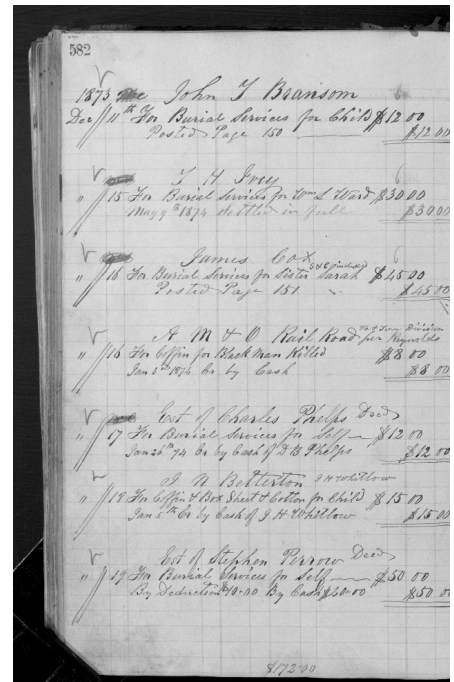 582
1873 John T Bransom
Dec 11th For Burial Services for Child $12 00
Posted Page 150 $12 00
T H Ivey
" 15 For Burial Services for Wm S Ward $30 00
May 9th 1874 Settled in full $30 00
James Cox
" 16 For Burial Services for Sister Sarah $45 00
Posted Page 151 $45 00
A M & O Rail Road per Reynolds
" 16 For Coffin for Black Man Killed $8 00
Jan 3rd 1874 Cr by Cash $8 00
Est of Charles Phelps Decd
" 17 For Burial Services for Self $12 00
Jan 26 74 Cr by Cash of D B Phelps $12 00
J N Betterton J H Whitlow
" 18 For Coffin & Box Sheet & Cotton for Child $15 00
Jan 5th Cr by Cash of J H Whitlow $15 00
Est of Stephen Perrow Decd
" 19 For Burial Services for Self $50 00
By Deduction $10.00 By Cash $40.00 $50 00
$172.00